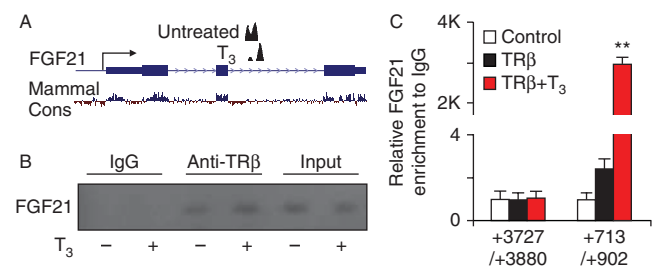 A
Untreated
T3
FGF21
Mammal
Cons
B
IgG Anti-TRβ Input
FGF21
T3 – + – + – +
C
Relative FGF21
enrichment to IgG
4K
2K
4
0
Control
TRβ
TRβ+T3
**
+3727
/+3880
+713
/+902